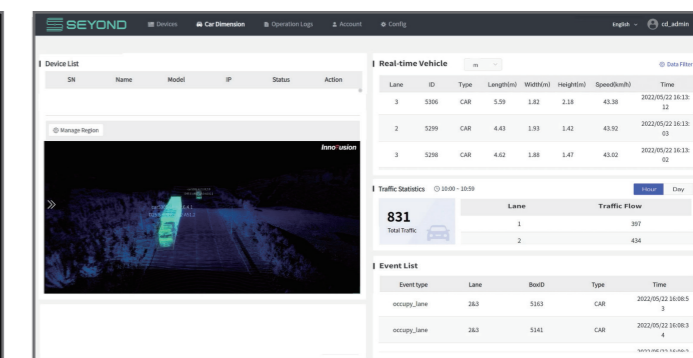 SEYOND
Devices
Car Dimension
Operation Logs
Account
Config
English
cd_admin
Device List
SN Name Model IP Status Action
Manage Region
InnoFusion
Real-time Vehicle
m
Data Filter
Lane ID Type Length(m) Width(m) Height(m) Speed(km/h) Time
3 5306 CAR 5.59 1.82 2.18 43.38 2022/05/22 16:13:
12
2 5299 CAR 4.43 1.93 1.42 43.92 2022/05/22 16:13:
03
3 5298 CAR 4.62 1.88 1.47 43.02 2022/05/22 16:13:
02
Traffic Statistics 10:00 - 10:59
Hour Day
831
Total Traffic
Lane Traffic Flow
1 397
2 434
Event List
Event type Lane BoxID Type Time
occupy_lane 2&3 5163 CAR 2022/05/22 16:08:5
3
occupy_lane 2&3 5141 CAR 2022/05/22 16:08:3
4